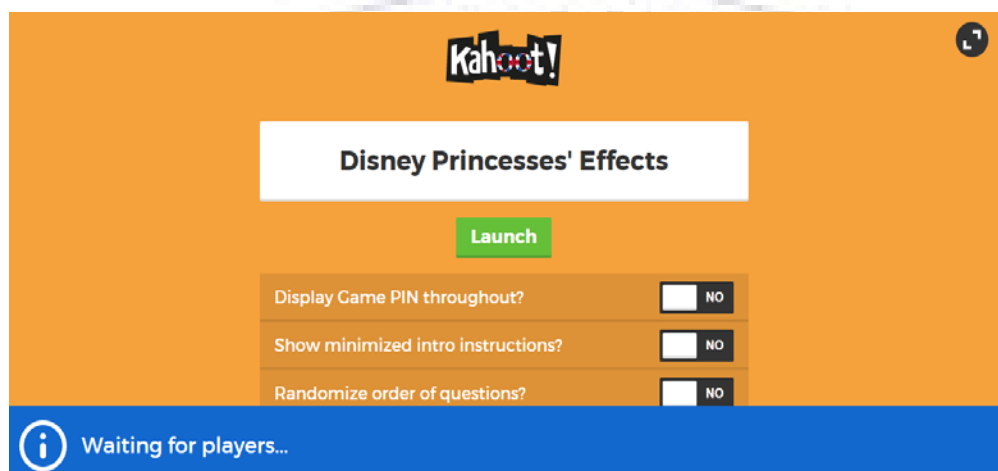 Kahoot!
Disney Princesses' Effects
Launch
Display Game PIN throughout? NO
Show minimized intro instructions? NO
Randomize order of questions? NO
Waiting for players...